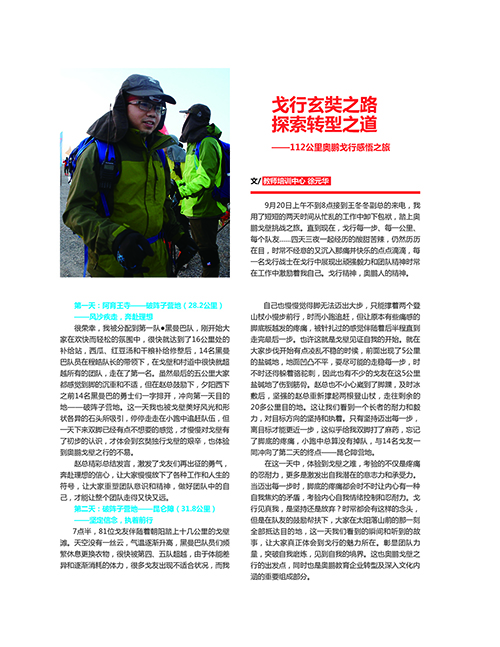 戈行玄奘之路
探索转型之道
——112公里奥鹏戈行感悟之旅
文/ 教师培训中心 徐元华
9月20日上午不到8点接到王冬冬副总的来电，我
用了短短的两天时间从忙乱的工作中卸下包袱，踏上奥
鹏戈壁挑战之旅。直到现在，戈行每一步、每一公里、
每个队友……四天三夜一起经历的酸甜苦辣，仍然历历
在目，时常不经意的又沉入那痛并快乐的点点滴滴，每
一名戈行战士在戈行中展现出顽强毅力和团队精神时常
在工作中激励着我自己。戈行精神，奥鹏人的精神。
第一天：阿育王寺——破阵子营地（28.2公里）
——风沙疾走，奔赴理想
很荣幸，我被分配到第一队●黑曼巴队，刚开始大
家在欢快而轻松的氛围中，很快就达到了16公里处的
补给站，西瓜、红豆汤和干粮补给修整后，14名黑曼
巴队员在程皓队长的带领下，在戈壁和村道中很快就超
越所有的团队，走在了第一名。虽然最后的五公里大家
都感觉到脚的沉重和不适，但在赵总鼓励下，夕阳西下
之前14名黑曼巴的勇士们一字排开，冲向第一天目的
地——破阵子营地。这一天我也被戈壁美好风光和形
状各异的石头所吸引，停停走走在小跑中追赶队伍，但
一天下来双脚已经有点不想要的感觉，才慢慢对戈壁有
了初步的认识，才体会到玄奘独行戈壁的艰辛，也体验
到奥鹏戈壁之行的不易。
赵总精彩总结发言，激发了戈友们再出征的勇气，
奔赴理想的信心，让大家慢慢放下了各种工作和人生的
符号，让大家重塑团队意识和精神，做好团队中的自
己，才能让整个团队走得又快又远。
第二天：破阵子营地——昆仑障（31.8公里）
——坚定信念，执着前行
7点半，81位戈友伴随着朝阳踏上十几公里的戈壁
滩。天空没有一丝云，气温逐渐升高，黑曼巴队员们频
繁休息更换衣物，很快被第四、五队超越，由于体能差
异和逐渐消耗的体力，很多戈友出现不适合状况，而我
自己也慢慢觉得脚无法迈出大步，只能撑着两个登
山杖小慢步前行，时而小跑追赶，但让原本有些痛感的
脚底板越发的疼痛，被针扎过的感觉伴随着后半程直到
走完最后一步。也许这就是戈壁见证自我的开始。就在
大家步伐开始有点凌乱不稳的时候，前面出现了5公里
的盐碱地，地面凹凸不平，要尽可能的走稳每一步，时
不时还得躲着骆驼刺，因此也有不少的戈友在这5公里
盐碱地了伤到筋骨。赵总也不小心崴到了脚踝，及时冰
敷后，坚强的赵总重新撑起两根登山杖，走往剩余的
20多公里目的地。这让我们看到一个长者的耐力和毅
力，对目标方向的坚持和执着。只有坚持迈出每一步，
离目标才能更近一步，这似乎给我双脚打了麻药，忘记
了脚底的疼痛，小跑中总算没有掉队，与14名戈友一
同冲向了第二天的终点——昆仑障营地。
在这一天中，体验到戈壁之难，考验的不仅是疼痛
的忍耐力，更多是激发出自我潜在的意志力和承受力。
当迈出每一步时，脚底的疼痛都会时不时让内心有一种
自我焦灼的矛盾，考验内心自我情绪控制和忍耐力。戈
行见真我，是坚持还是放弃？时常都会有这样的念头，
但是在队友的鼓励帮扶下，大家在太阳落山前的那一刻
全部抵达目的地，这一天我们看到的瞬间和听到的故
事，让大家真正体会到戈行的魅力所在。彰显团队力
量，突破自我磨练，见到自我的境界。这也奥鹏戈壁之
行的出发点，同时也是奥鹏教育企业转型及深入文化内
涵的重要组成部分。